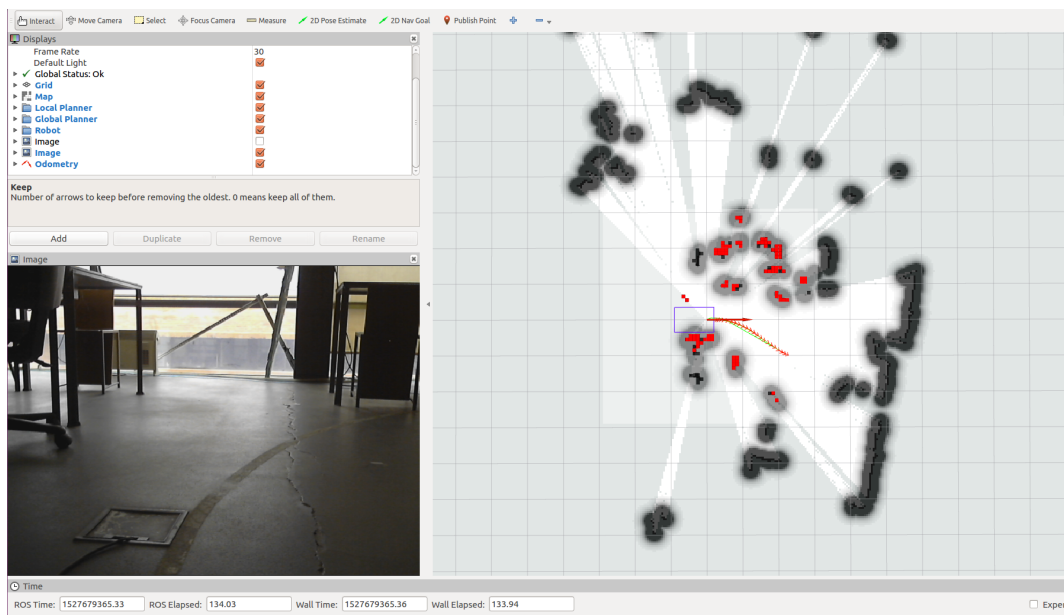 Interact Move Camera Select Focus Camera Measure 2D Pose Estimate 2D Nav Goal Publish Point
Displays
Frame Rate 30
Default Light
Global Status: Ok
Grid
Map
Local Planner
Global Planner
Robot
Image
Image
Odometry
Keep
Number of arrows to keep before removing the oldest. 0 means keep all of them.
Add Duplicate Remove Rename
Image
Time
ROS Time: 1527679365.33 ROS Elapsed: 134.03 Wall Time: 1527679365.36 Wall Elapsed: 133.94 Exper